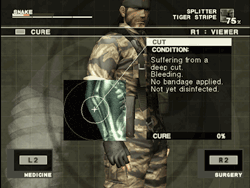 SNAKE
SPLITTER
TIGER STRIPE
75%
CURE
R1 : VIEWER
CUT
CONDITION:
Suffering from a
deep cut.
Bleeding.
No bandage applied.
Not yet disinfected.
CURE 0%
L2
R2
MEDICINE
SURGERY